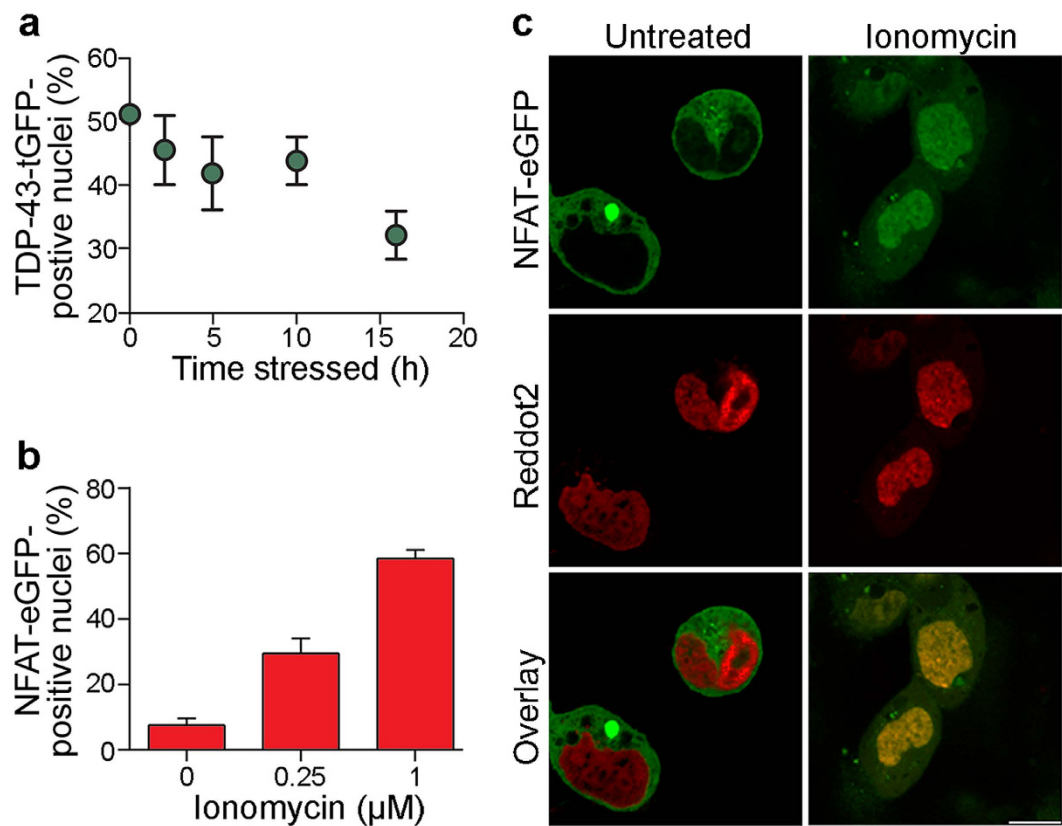 a
TDP-43-tGFP-
postive nuclei (%)
60
50
40
30
20
0
5
10
15
20
Time stressed (h)
b
NFAT-eGFP-
positive nuclei (%)
80
60
40
20
0
0
0.25
1
Ionomycin (µM)
c
Untreated
Ionomycin
NFAT-eGFP
Reddot2
Overlay